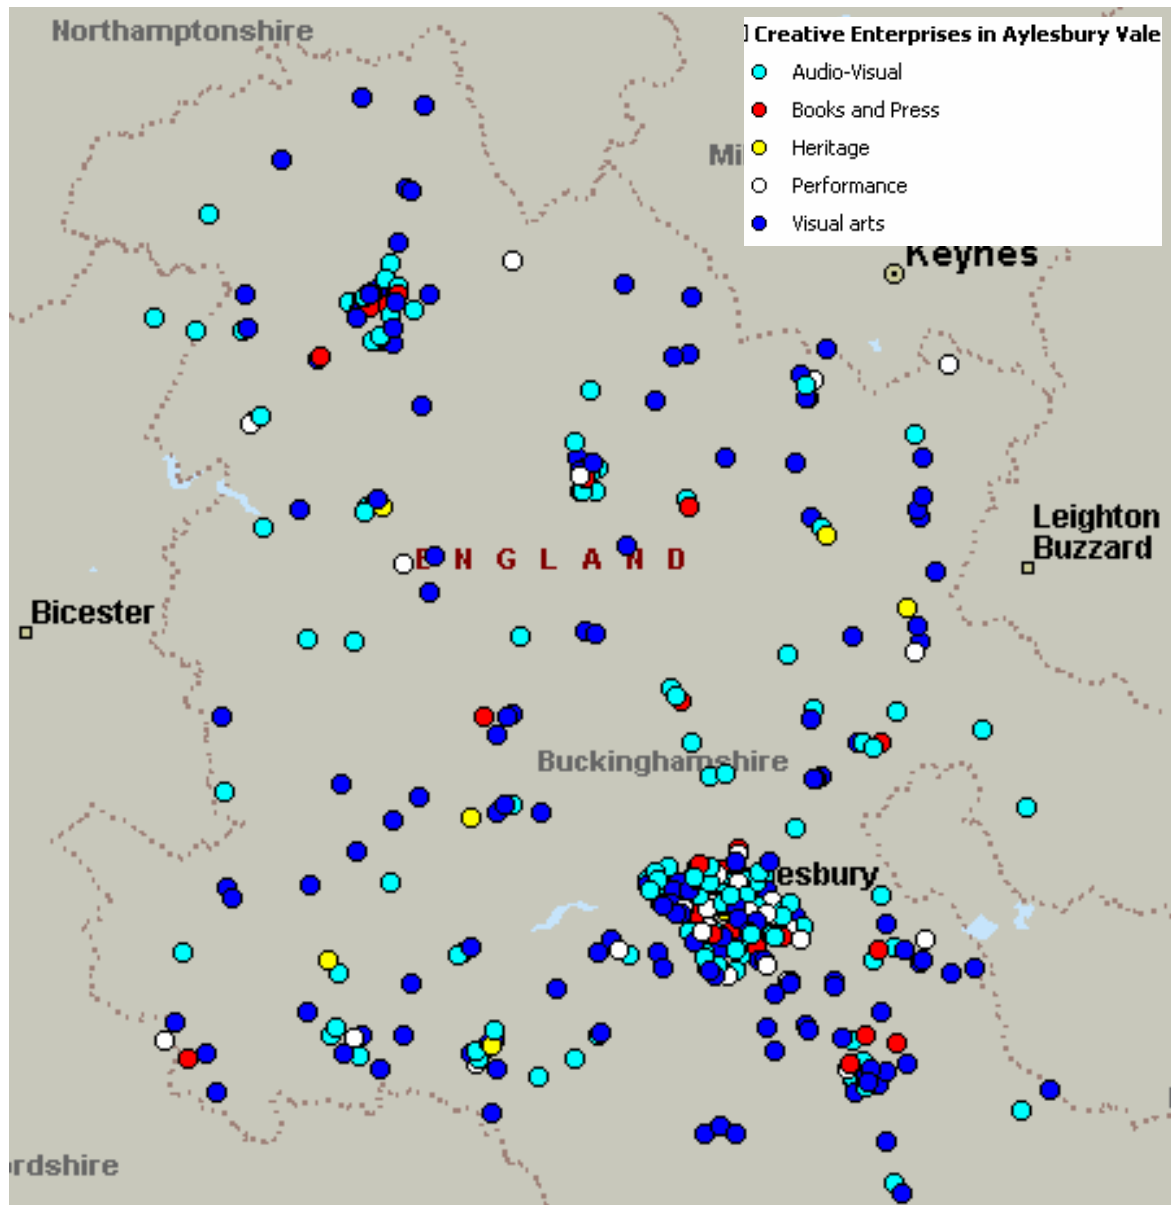 Northamptonshire
Creative Enterprises in Aylesbury Vale
Audio-Visual
Books and Press
Heritage
Performance
Visual arts
Mi
Keynes
Leighton
Buzzard
ENGLAND
Bicester
Buckinghamshire
esbury
rdshire